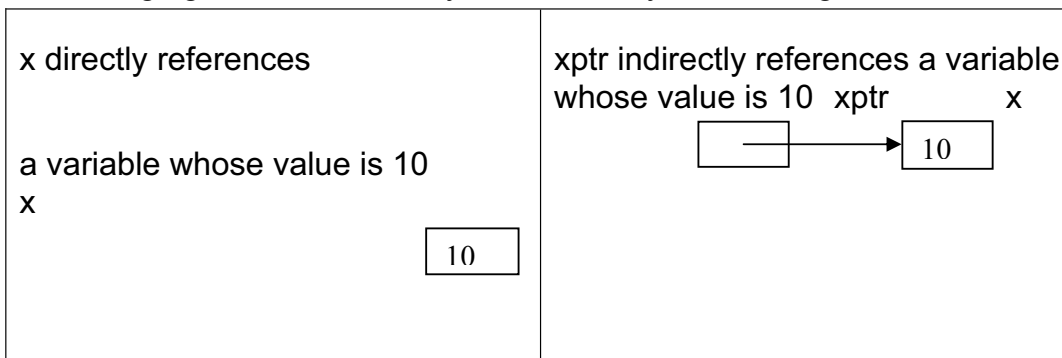 x directly references
a variable whose value is 10
x
10
xptr indirectly references a variable
whose value is 10 xptr x
10